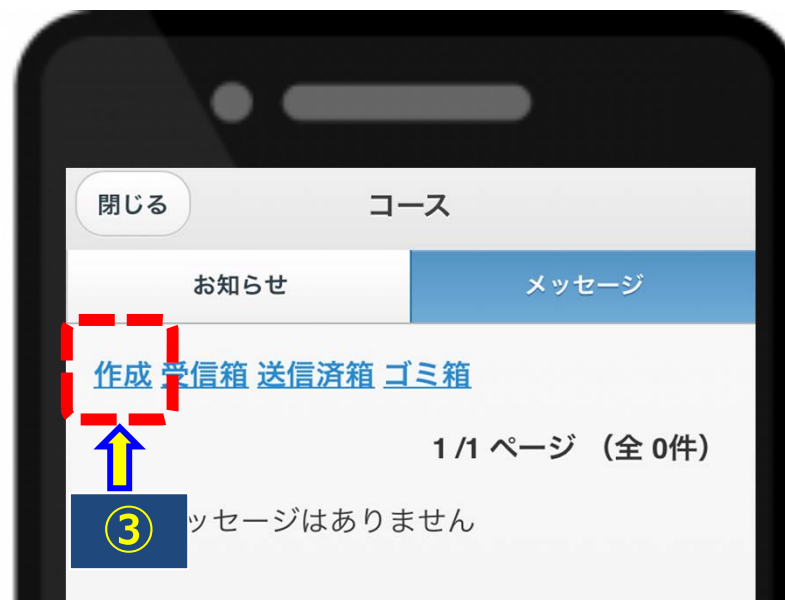 閉じる コース
お知らせ メッセージ
作成 受信箱 送信済箱 ゴミ箱
1 /1 ページ （全 0件）
③ ッセージはありません